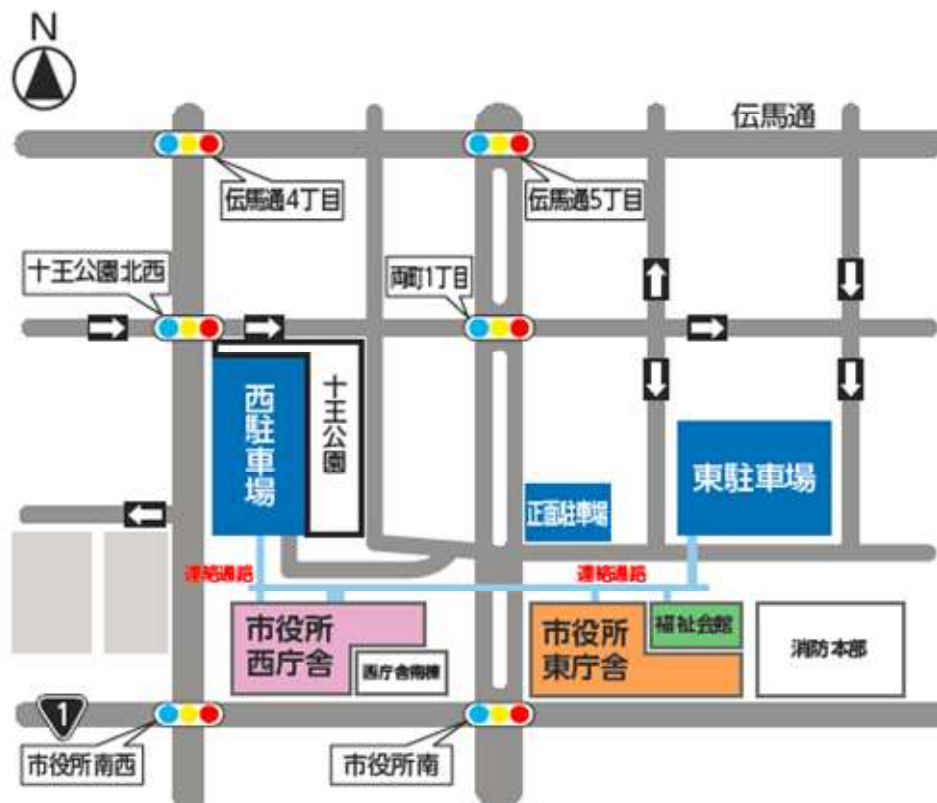 N
伝馬通
伝馬通4丁目
伝馬通5丁目
十王公園北西
両町1丁目
西駐車場
十王公園
東駐車場
正面駐車場
連絡通路
連絡通路
市役所
西庁舎
西庁舎南棟
市役所
東庁舎
福祉会館
消防本部
1
市役所南西
市役所南